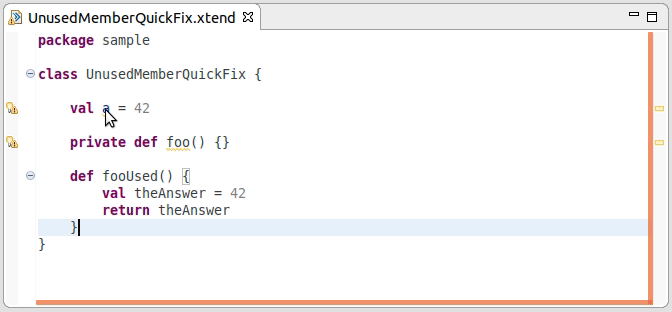 UnusedMemberQuickFix.xtend
package sample
class UnusedMemberQuickFix {
val a = 42
private def foo() {}
def fooUsed() {
val theAnswer = 42
return theAnswer
}
}